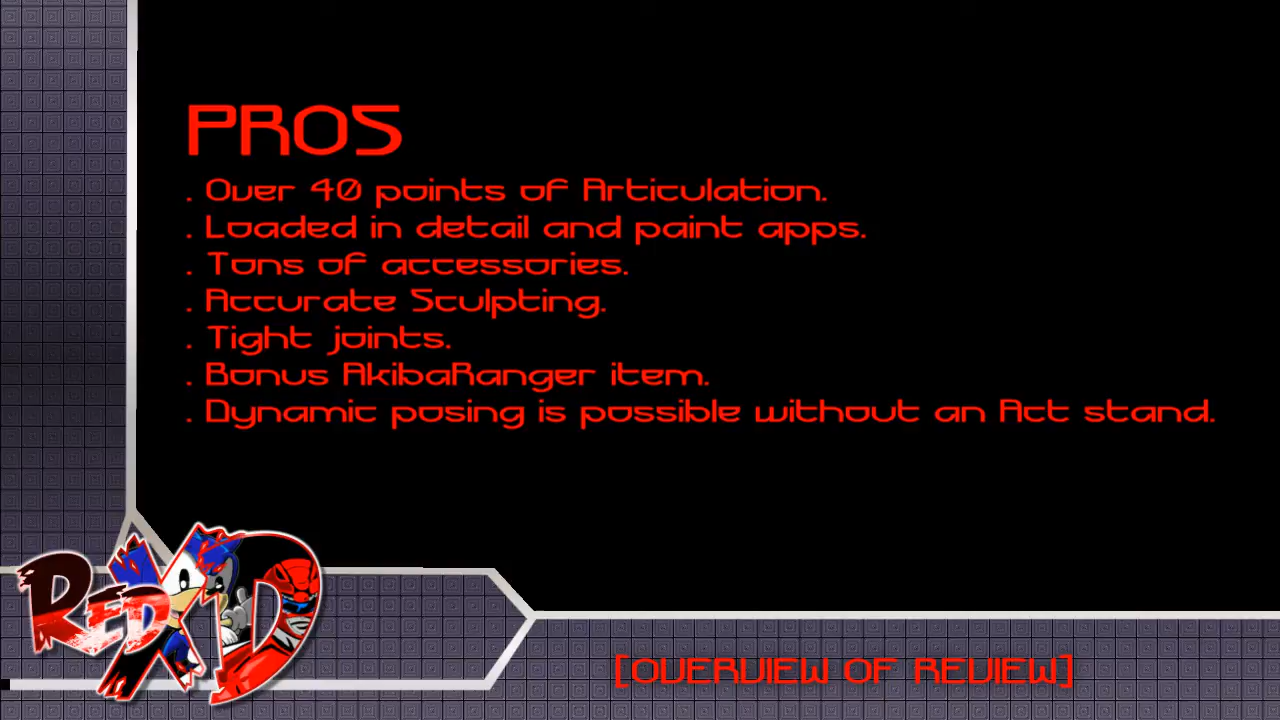 PROS
. Over 40 points of Articulation.
. Loaded in detail and paint apps.
. Tons of accessories.
. Accurate Sculpting.
. Tight joints.
. Bonus AkibaRanger item.
. Dynamic posing is possible without an Act stand.
RED XD
[OVERVIEW OF REVIEW]